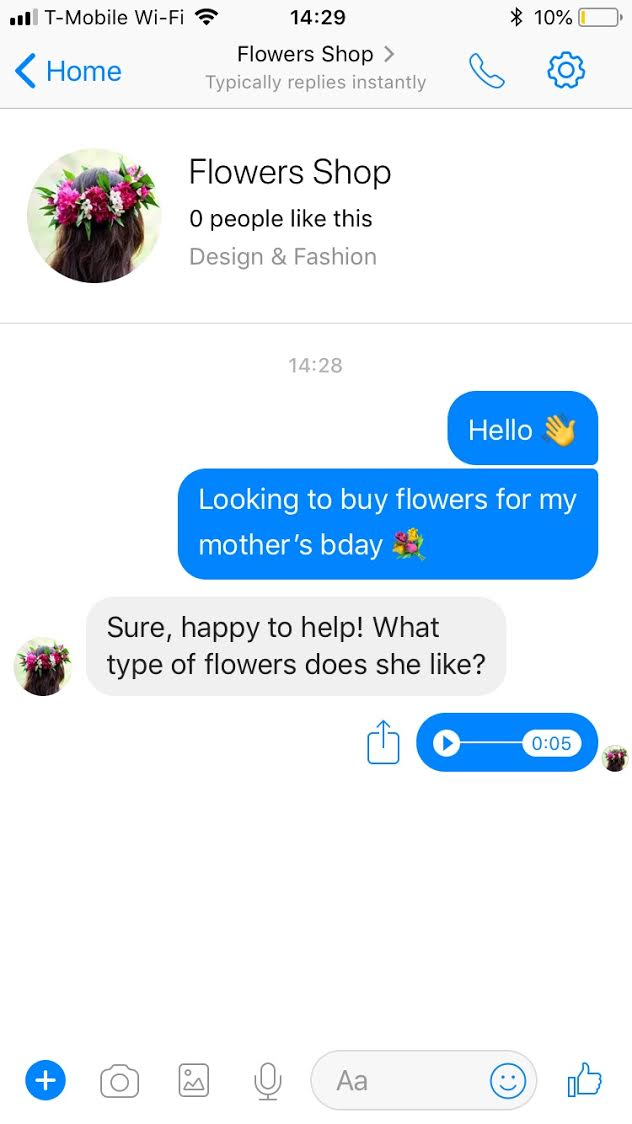 T-Mobile Wi-Fi 14:29 10%
Home Flowers Shop
Typically replies instantly
Flowers Shop
0 people like this
Design & Fashion
14:28
Hello 👋
Looking to buy flowers for my
mother’s bday 💐
Sure, happy to help! What
type of flowers does she like?
0:05
Aa